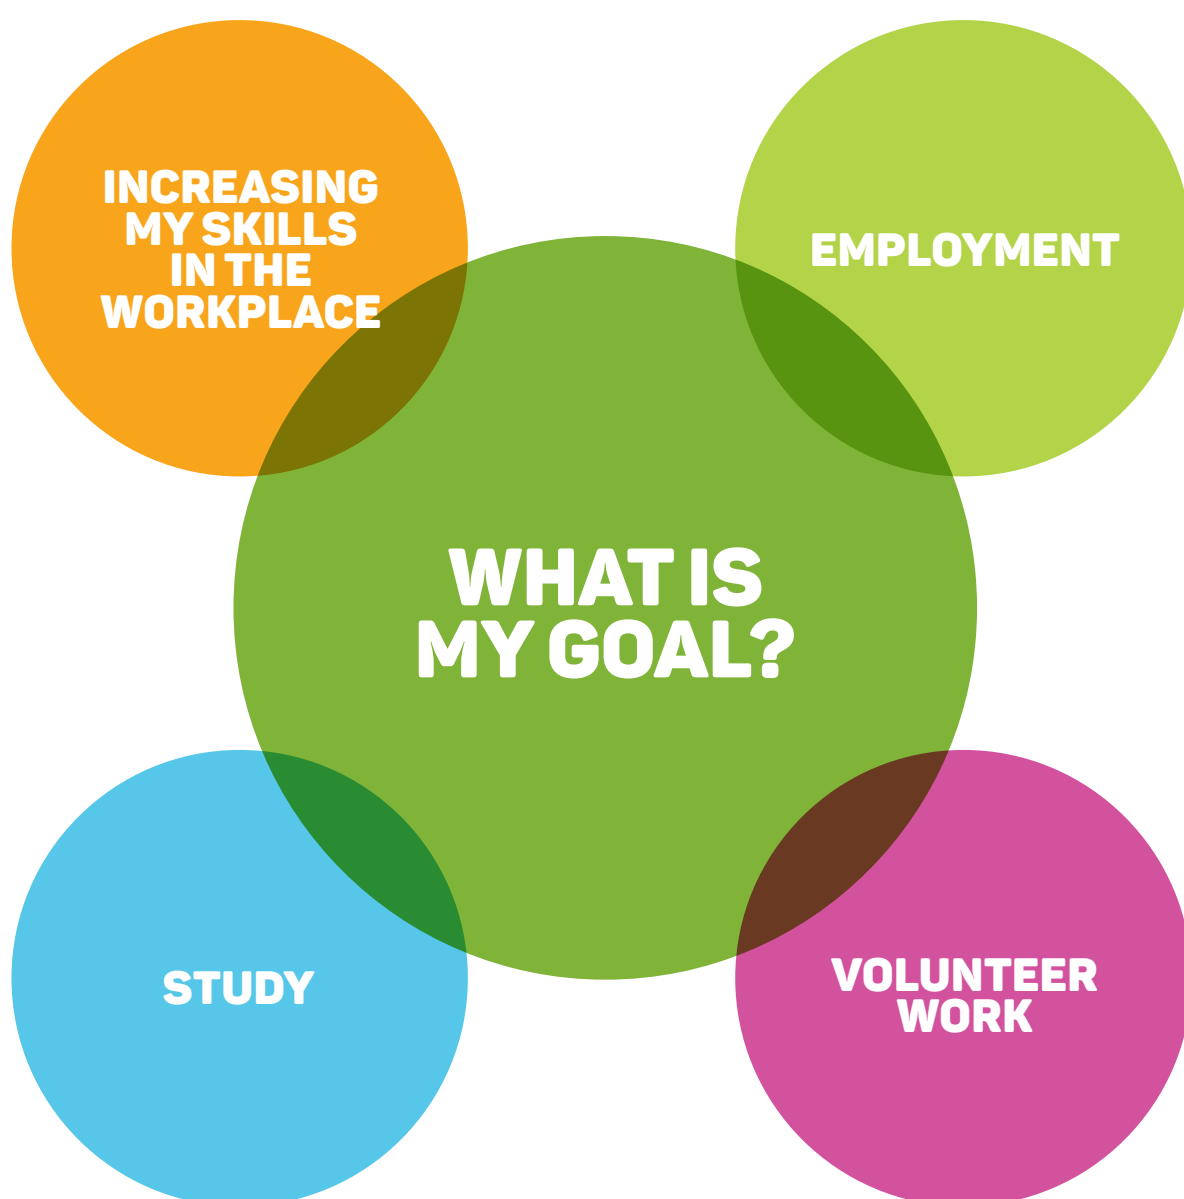 INCREASING
MY SKILLS
IN THE
WORKPLACE
EMPLOYMENT
WHAT IS
MY GOAL?
STUDY
VOLUNTEER
WORK